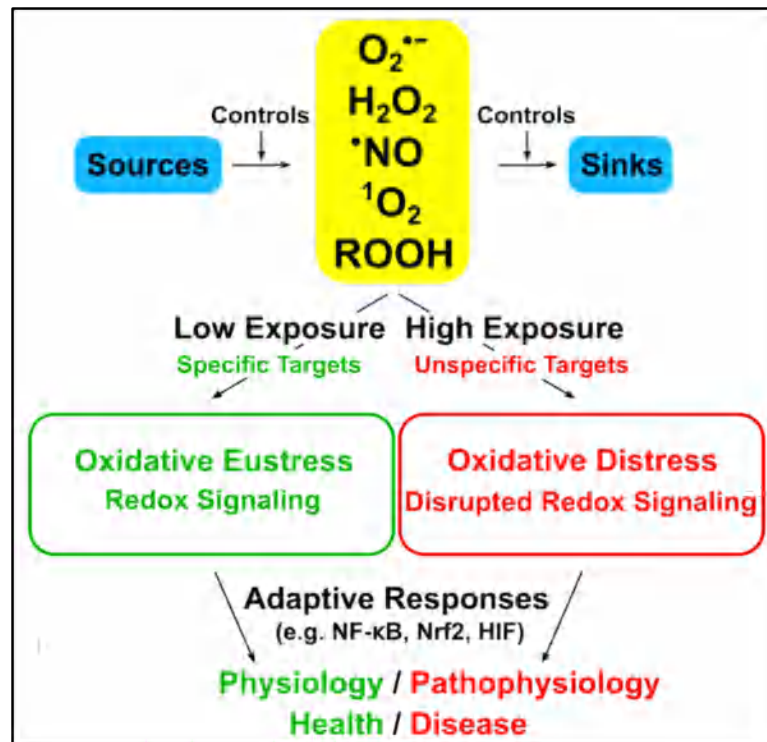 O₂•−
H₂O₂
Controls
Controls
•NO
Sources
Sinks
¹O₂
ROOH
Low Exposure High Exposure
Specific Targets Unspecific Targets
Oxidative Eustress
Redox Signaling
Oxidative Distress
Disrupted Redox Signaling
Adaptive Responses
(e.g. NF-κB, Nrf2, HIF)
Physiology / Pathophysiology
Health / Disease